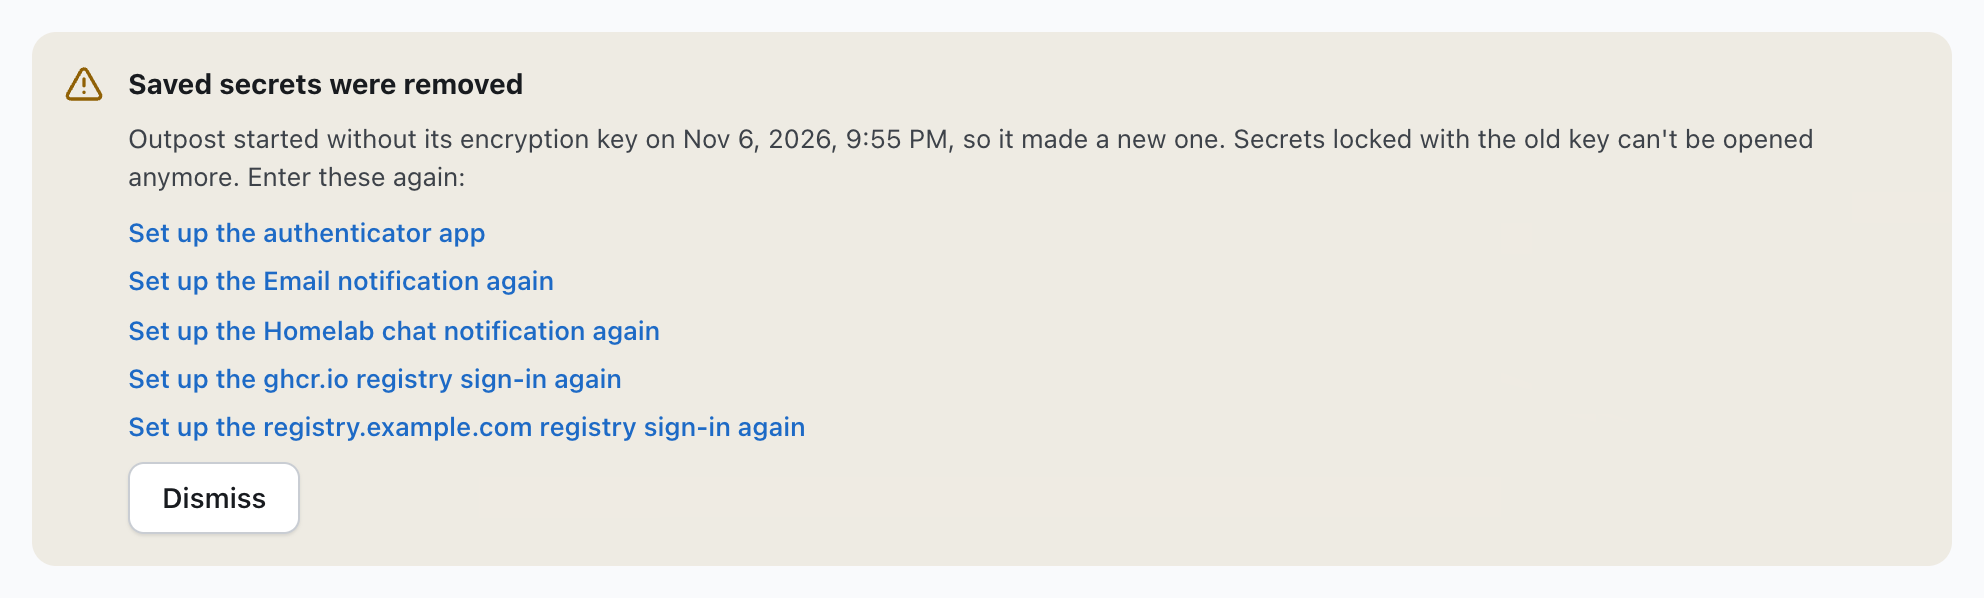 Saved secrets were removed
Outpost started without its encryption key on Nov 6, 2026, 9:55 PM, so it made a new one. Secrets locked with the old key can't be opened
anymore. Enter these again:
Set up the authenticator app
Set up the Email notification again
Set up the Homelab chat notification again
Set up the ghcr.io registry sign-in again
Set up the registry.example.com registry sign-in again
Dismiss